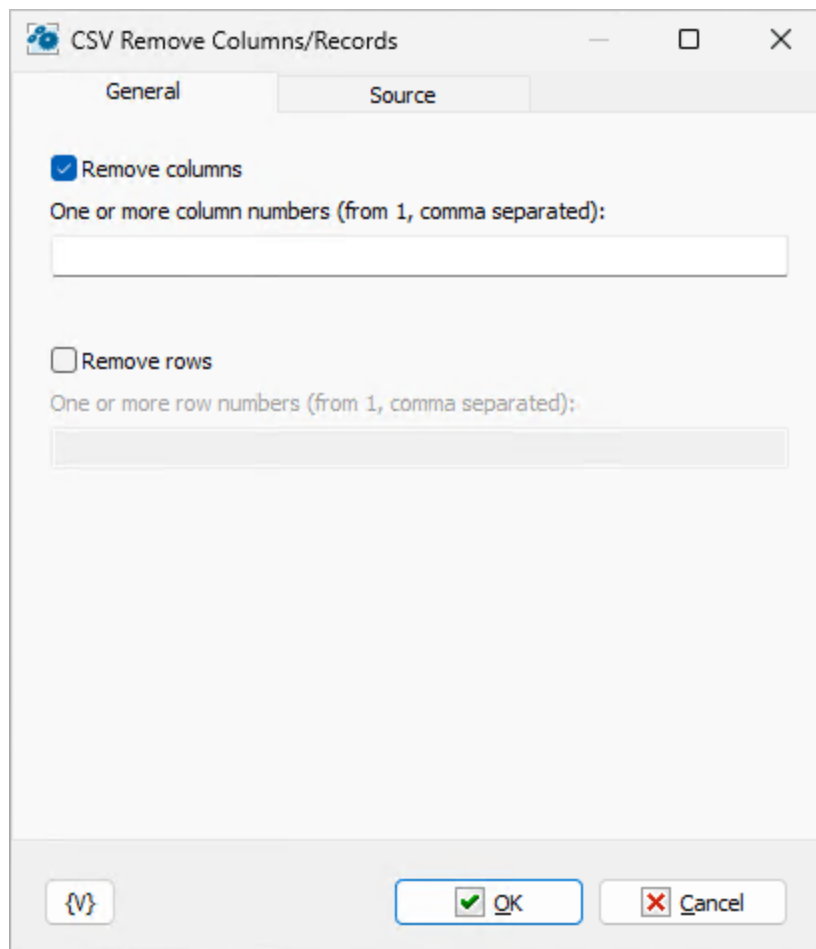 CSV Remove Columns/Records
General
Source
Remove columns
One or more column numbers (from 1, comma separated):
Remove rows
One or more row numbers (from 1, comma separated):
{V}
OK
Cancel